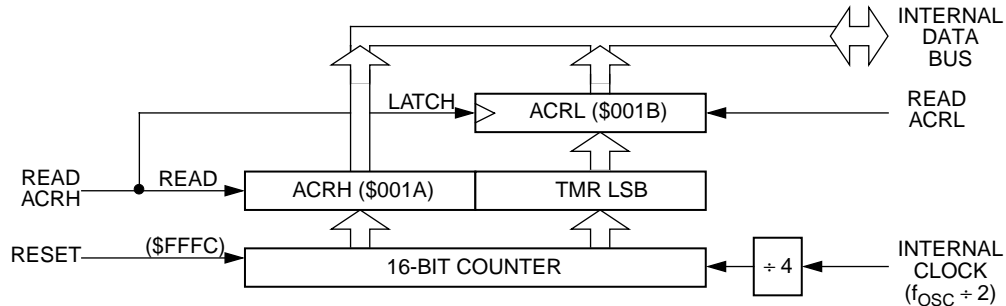 INTERNAL
DATA
BUS
LATCH
ACRL ($001B)
READ
ACRL
READ
ACRH
READ
ACRH ($001A)
TMR LSB
RESET
($FFFC)
16-BIT COUNTER
÷ 4
INTERNAL
CLOCK
(fOSC ÷ 2)